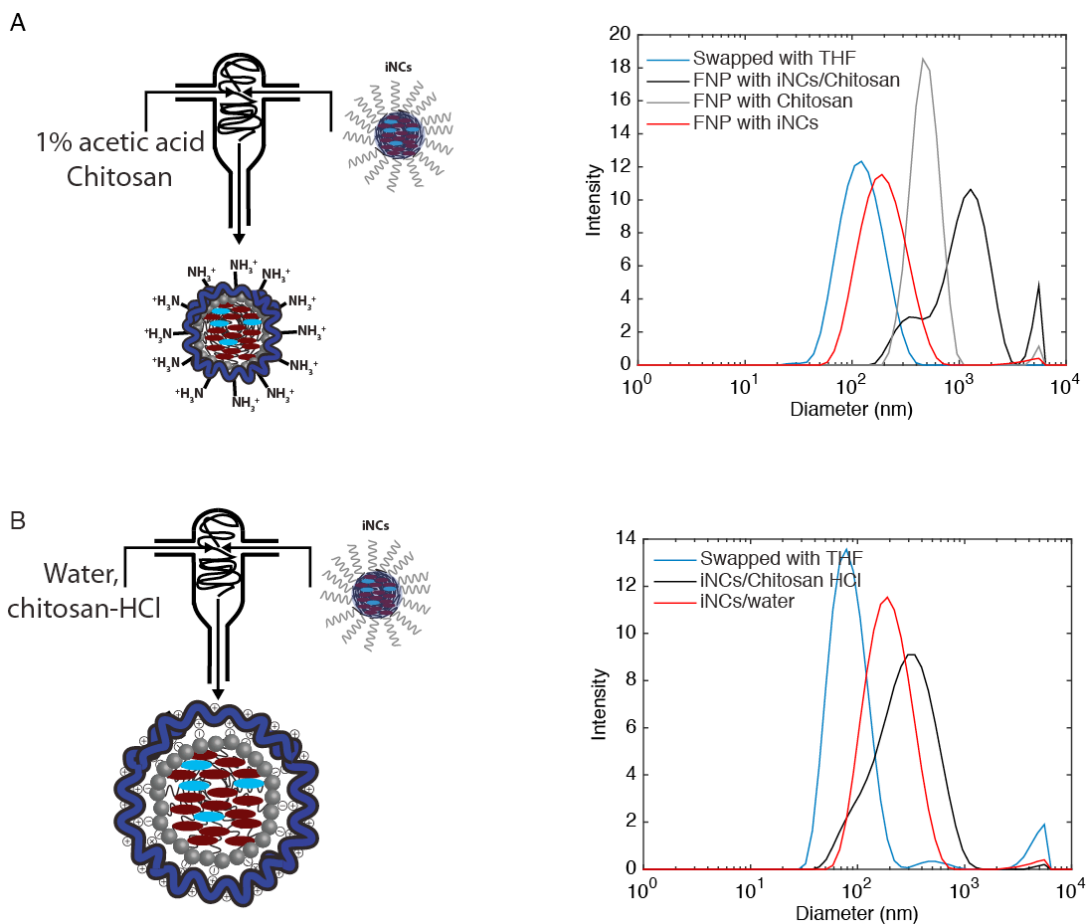 A
1% acetic acid
Chitosan
iNCs
NH3+
NH3+
NH3+
NH3+
NH3+
NH3+
NH3+
NH3+
+H3N
+H3N
+H3N
+H3N
Intensity
20
18
16
14
12
10
8
6
4
2
0
Swapped with THF
FNP with iNCs/Chitosan
FNP with Chitosan
FNP with iNCs
10^0
10^1
10^2
10^3
10^4
Diameter (nm)
B
Water,
chitosan-HCl
iNCs
Intensity
14
12
10
8
6
4
2
0
Swapped with THF
iNCs/Chitosan HCl
iNCs/water
10^0
10^1
10^2
10^3
10^4
Diameter (nm)